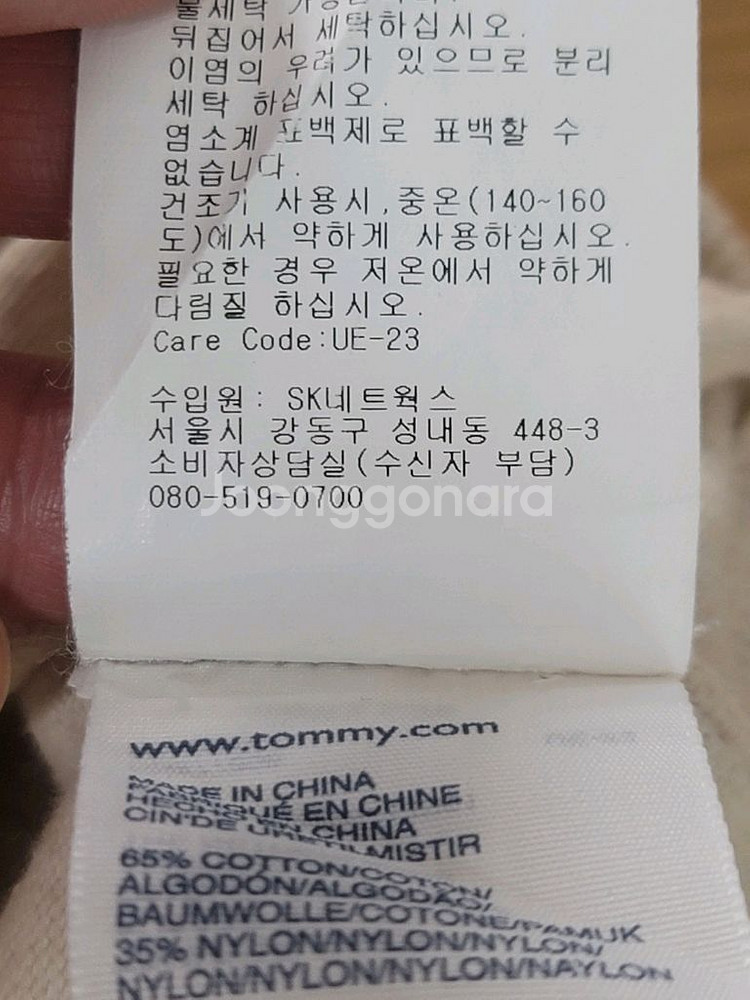 뒤집어서 세탁하십시오.
이염의 우려가 있으므로 분리
세탁 하십시오.
염소계 표백제로 표백할 수
없습니다.
건조기 사용시,중온(140~160
도)에서 약하게 사용하십시오.
필요한 경우 저온에서 약하게
다림질 하십시오.
Care Code:UE-23
수입원: SK네트웍스
서울시 강동구 성내동 448-3
소비자상담실(수신자 부담)
080-519-0700
Joonggonara
www.tommy.com
MADE IN CHINA
FABRIQUÉ EN CHINE
HECHO EN CHINA
CIN'DE ÜRETILMISTIR
65% COTTON/COTON/
ALGODÓN/ALGODÃO/
BAUMWOLLE/COTONE/PAMUK
35% NYLON/NYLON/NYLON/
NYLON/NYLON/NYLON/NAYLON